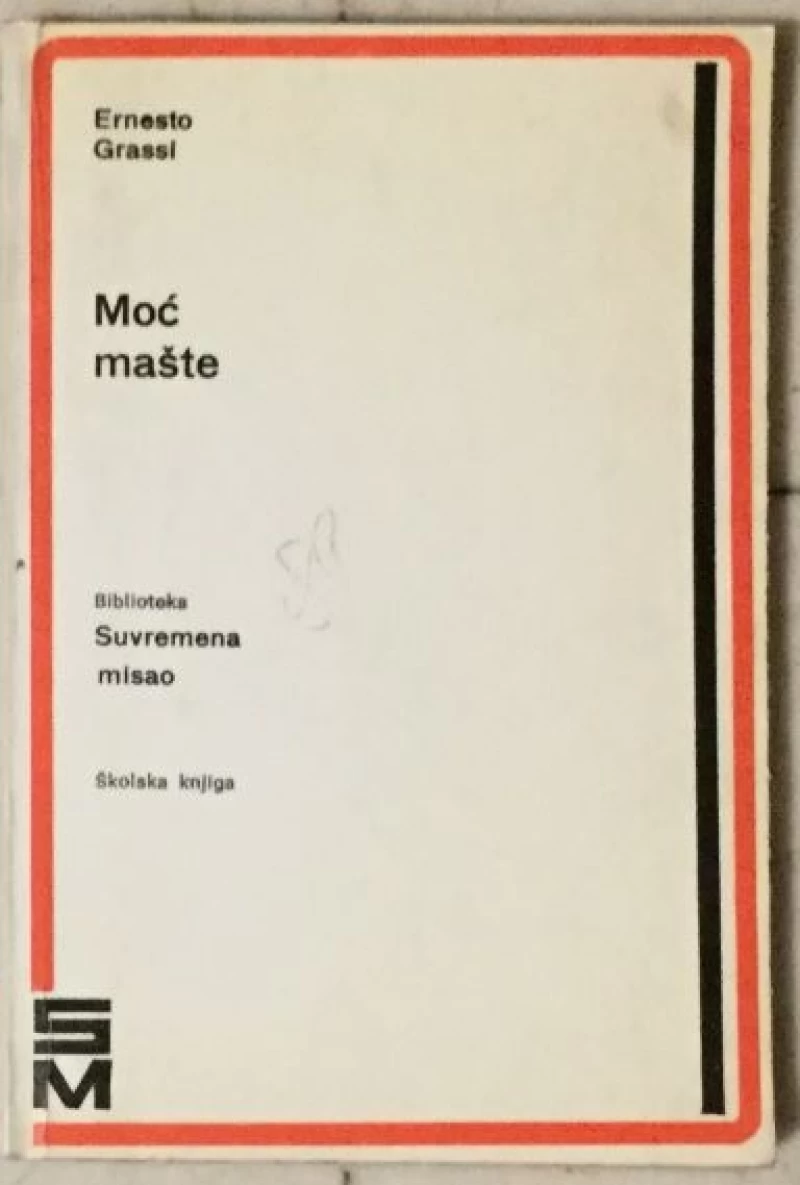 Ernesto
Grassi
Moć
mašte
Biblioteka
Suvremena
misao
Školska knjiga
SM